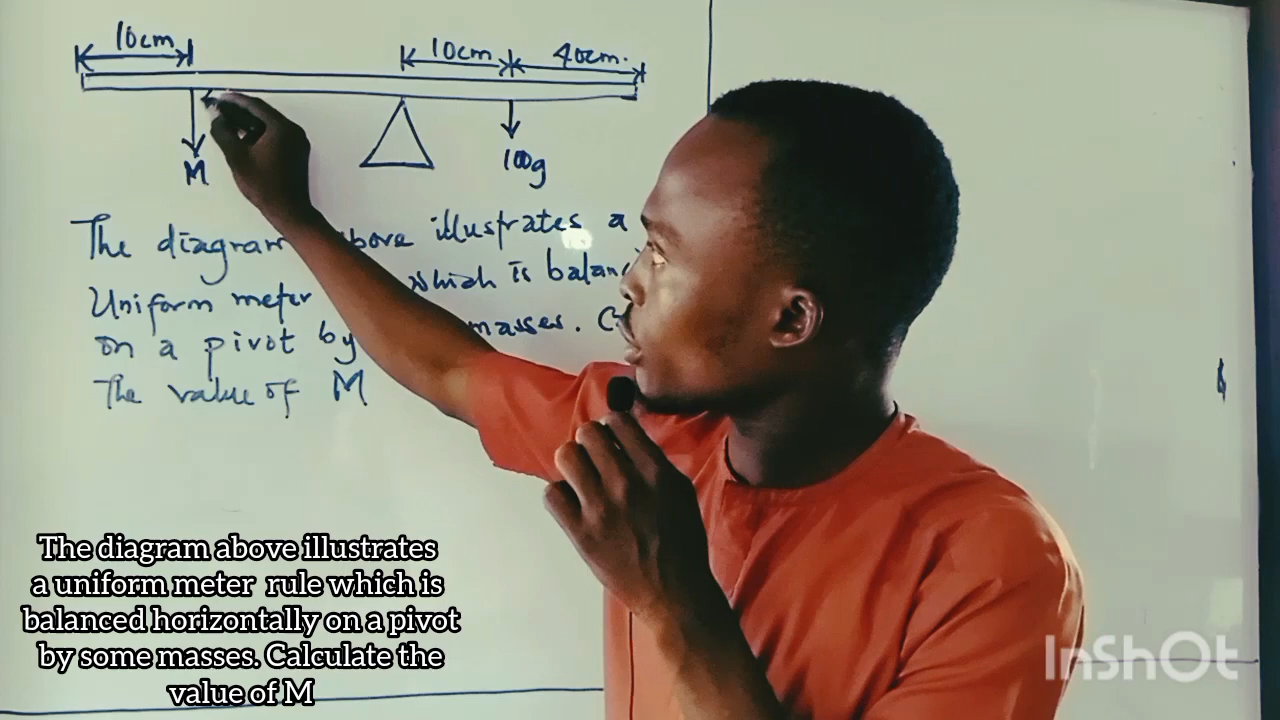 10cm 10cm 40cm.
M 100g
The diagram above illustrates a
Uniform meter which is
on a pivot by masses.
The value of M
The diagram above illustrates
a uniform meter rule which is
balanced horizontally on a pivot
by some masses. Calculate the
value of M
InShOt